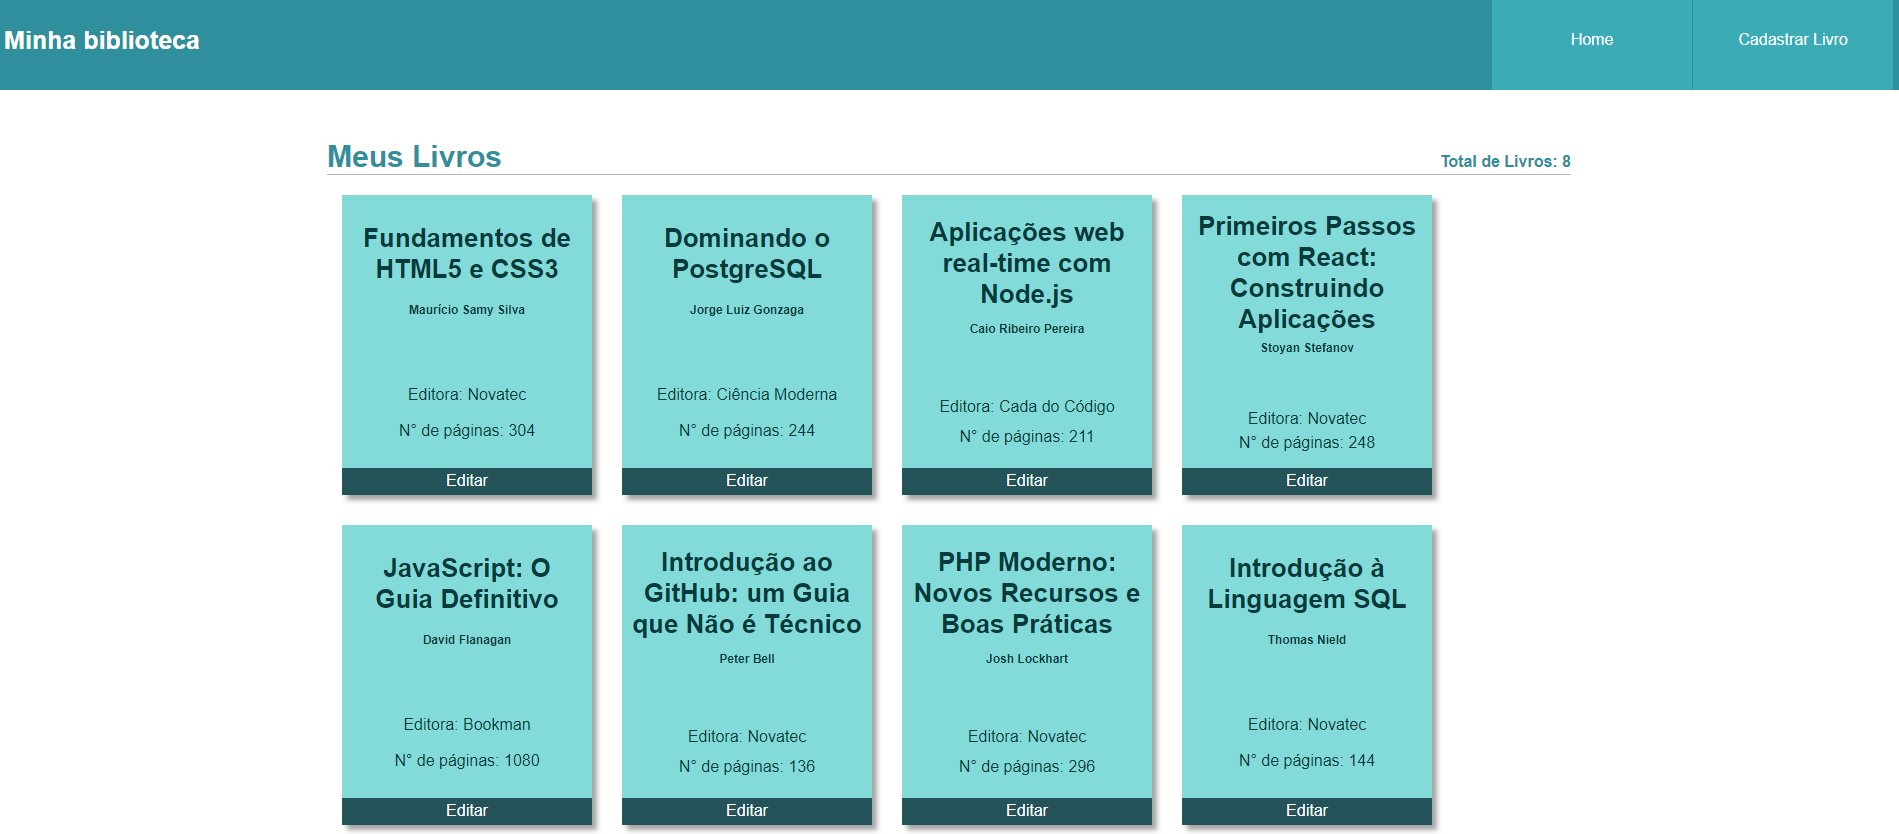 Minha biblioteca
Home
Cadastrar Livro
Meus Livros
Total de Livros: 8
Fundamentos de
HTML5 e CSS3
Maurício Samy Silva
Editora: Novatec
N° de páginas: 304
Editar
Dominando o
PostgreSQL
Jorge Luiz Gonzaga
Editora: Ciência Moderna
N° de páginas: 244
Editar
Aplicações web
real-time com
Node.js
Caio Ribeiro Pereira
Editora: Cada do Código
N° de páginas: 211
Editar
Primeiros Passos
com React:
Construindo
Aplicações
Stoyan Stefanov
Editora: Novatec
N° de páginas: 248
Editar
JavaScript: O
Guia Definitivo
David Flanagan
Editora: Bookman
N° de páginas: 1080
Editar
Introdução ao
GitHub: um Guia
que Não é Técnico
Peter Bell
Editora: Novatec
N° de páginas: 136
Editar
PHP Moderno:
Novos Recursos e
Boas Práticas
Josh Lockhart
Editora: Novatec
N° de páginas: 296
Editar
Introdução à
Linguagem SQL
Thomas Nield
Editora: Novatec
N° de páginas: 144
Editar